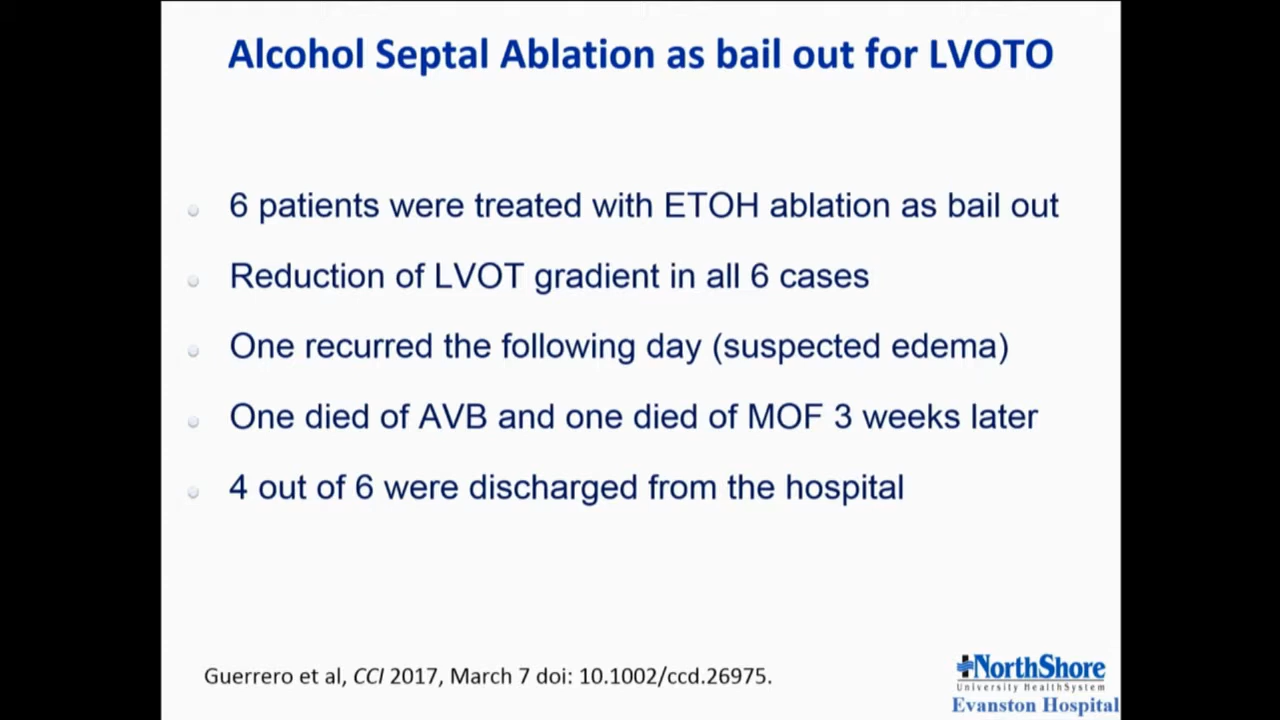 Alcohol Septal Ablation as bail out for LVOTO
6 patients were treated with ETOH ablation as bail out
Reduction of LVOT gradient in all 6 cases
One recurred the following day (suspected edema)
One died of AVB and one died of MOF 3 weeks later
4 out of 6 were discharged from the hospital
Guerrero et al, CCI 2017, March 7 doi: 10.1002/ccd.26975.
NorthShore
University HealthSystem
Evanston Hospital